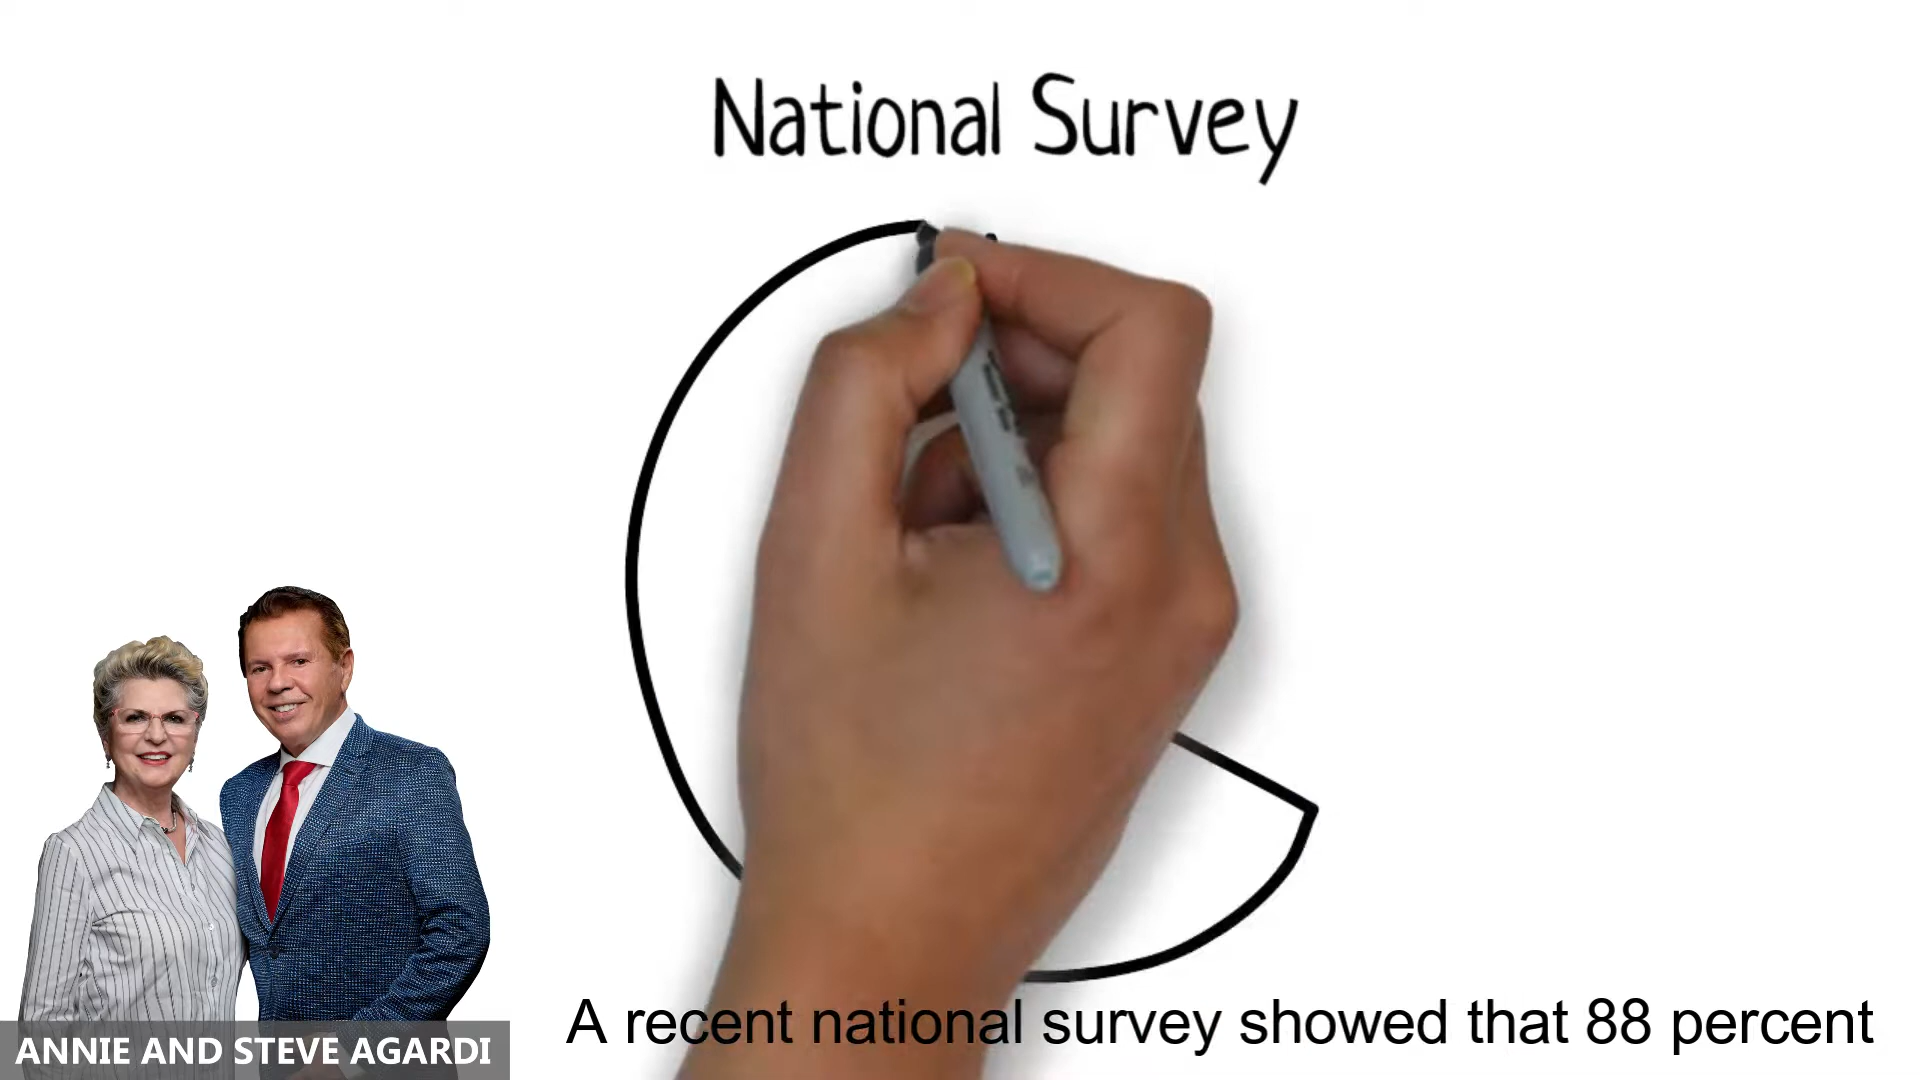 National Survey
A recent national survey showed that 88 percent
ANNIE AND STEVE AGARDI